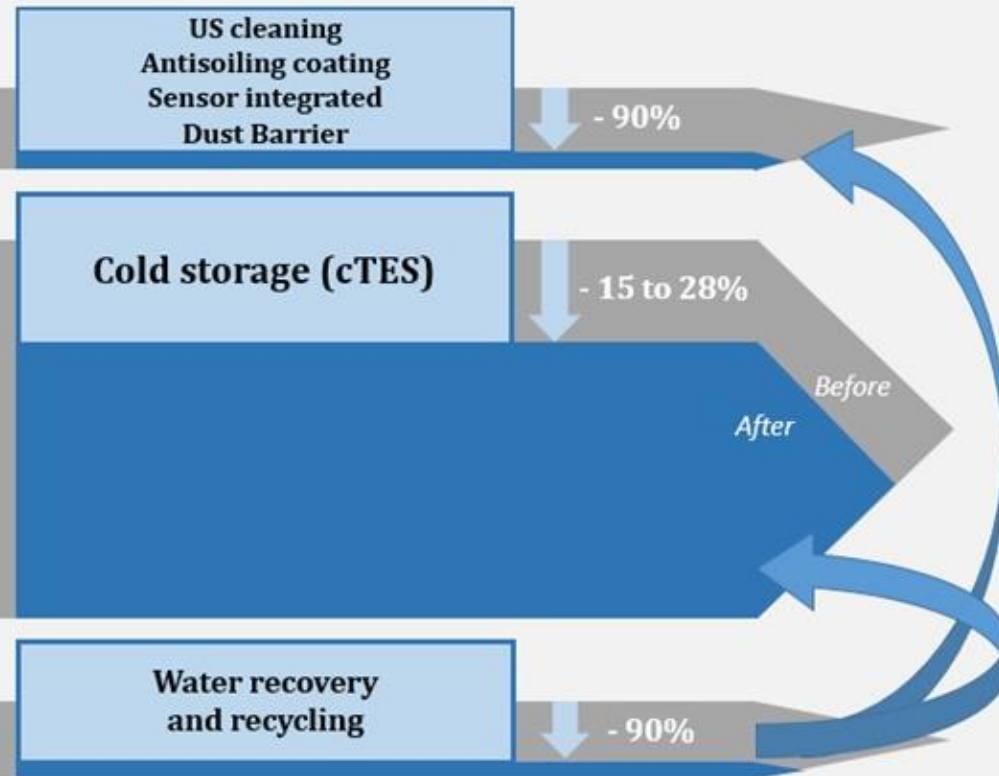 US cleaning
Antisoiling coating
Sensor integrated
Dust Barrier
- 90%
Cold storage (cTES)
- 15 to 28%
Before
After
Water recovery
and recycling
- 90%